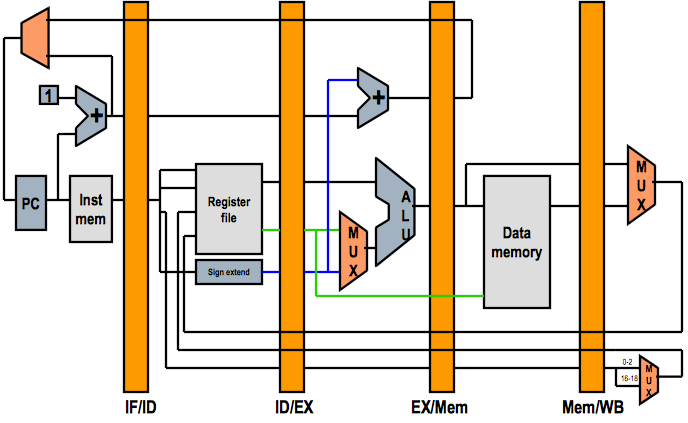 1
+
+
PC
Inst
mem
Register
file
Sign extend
M
U
X
A
L
U
Data
memory
M
U
X
0-2
16-18
M
U
X
IF/ID
ID/EX
EX/Mem
Mem/WB